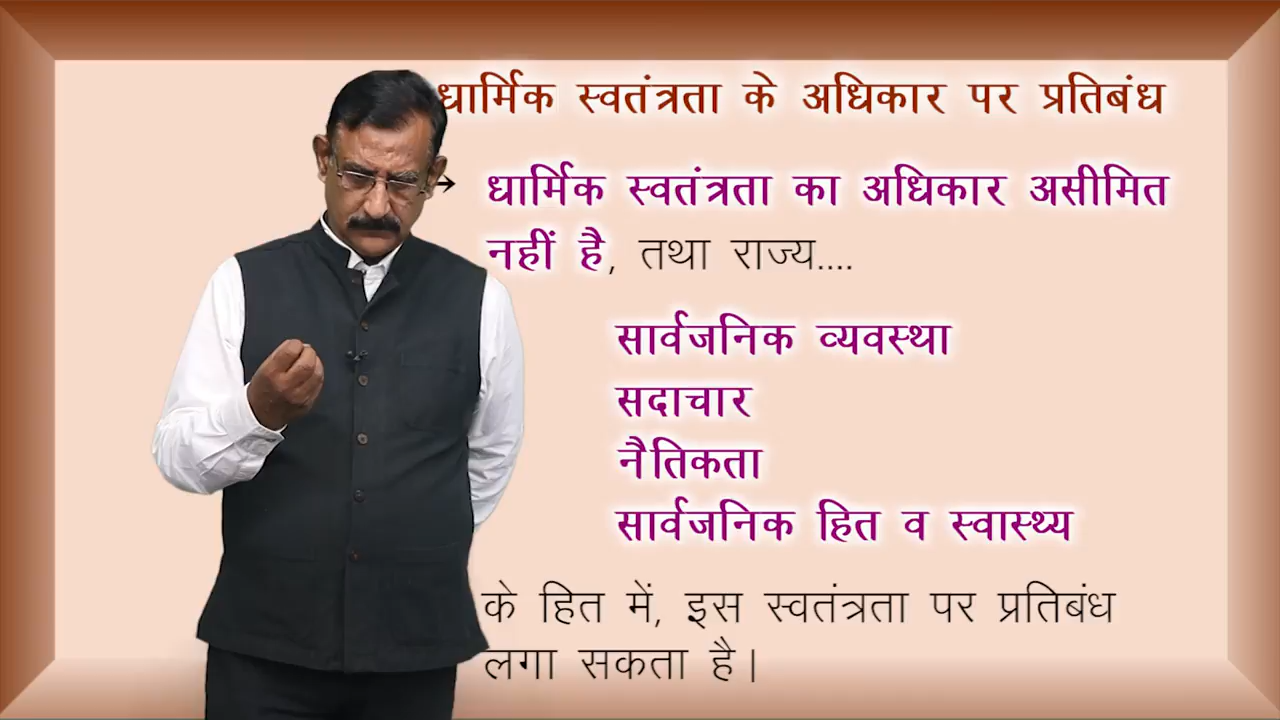 धार्मिक स्वतंत्रता के अधिकार पर प्रतिबंध
→ धार्मिक स्वतंत्रता का अधिकार असीमित
नहीं है, तथा राज्य....
सार्वजनिक व्यवस्था
सदाचार
नैतिकता
सार्वजनिक हित व स्वास्थ्य
के हित में, इस स्वतंत्रता पर प्रतिबंध
लगा सकता है।